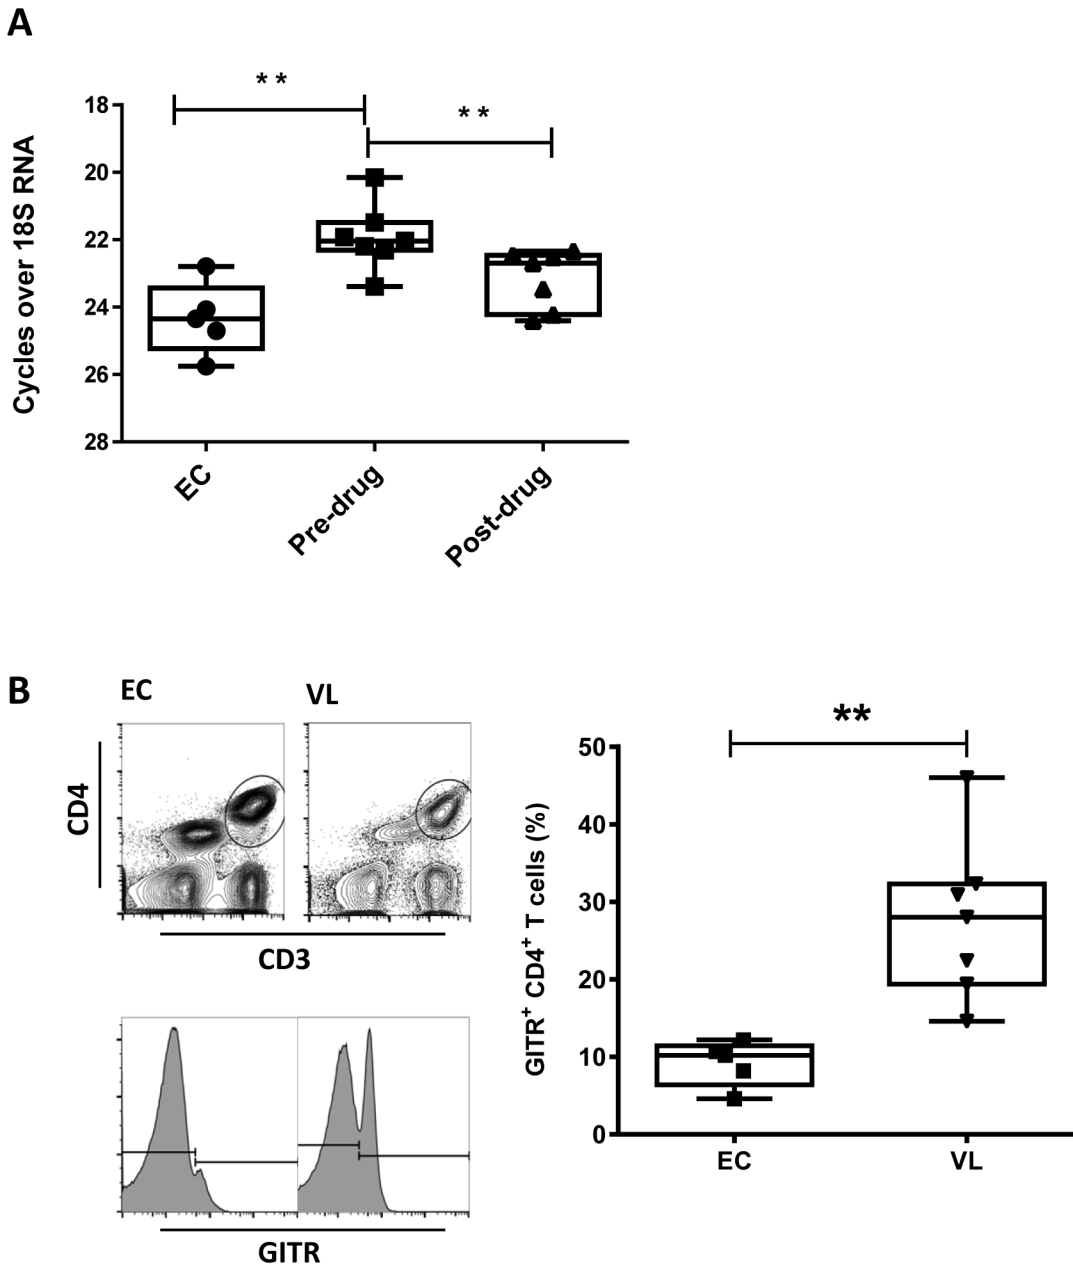 A
* *
* *
Cycles over 18S RNA
18
20
22
24
26
28
EC
Pre-drug
Post-drug
B
EC
VL
CD4
CD3
GITR
**
GITR⁺ CD4⁺ T cells (%)
50
40
30
20
10
0
EC
VL